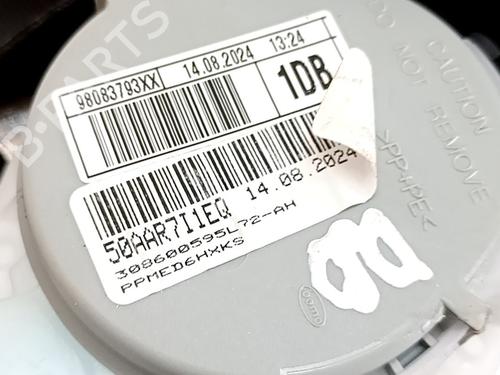 98083793XX 14.08.2024 13:24
1DB
50AAR7I1EQ 14.08.2024
308600595L72-AH
PPMED6HXKS
CAUTION
DO NOT REMOVE
>PP+PE<
B-PARTS